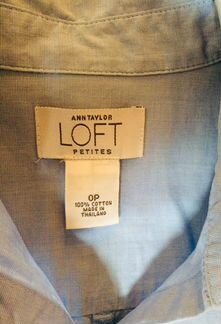 ANN TAYLOR
LOFT
PETITES
0P
100% COTTON
MADE IN
THAILAND